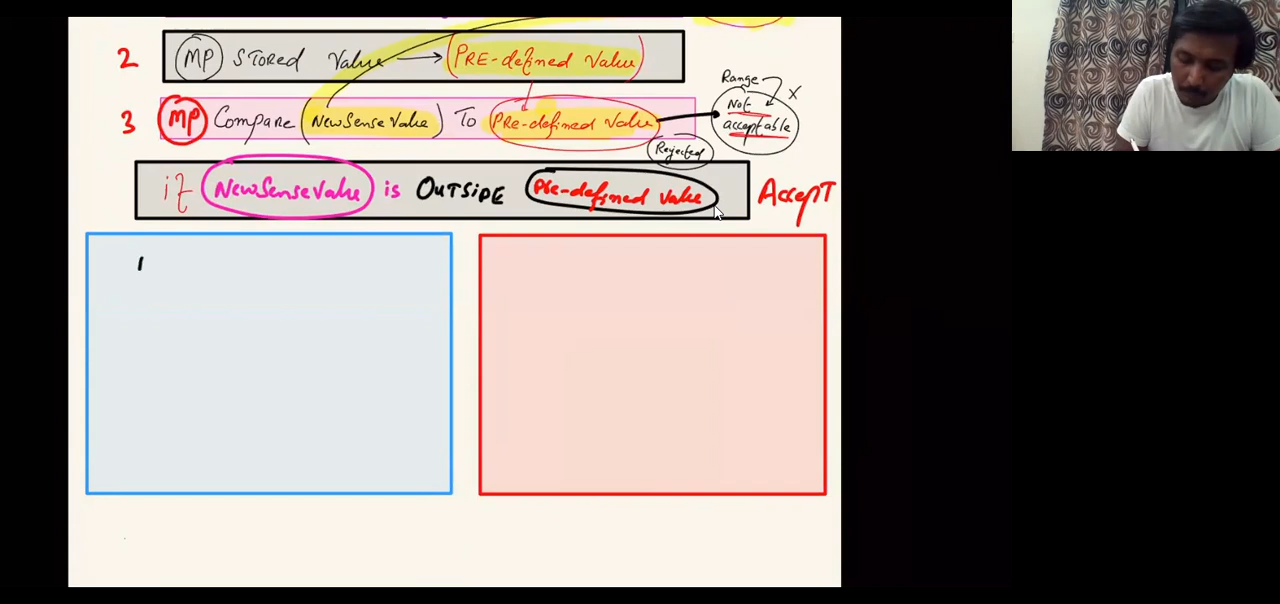 2 MP STORED Value → (PRE-defined Value)
Range
Not
acceptable
3 MP Compare (NewSenseValue) To PRE-defined Value
Rejected
if NewSenseValue is OUTSIDE Pre-defined Value Accept